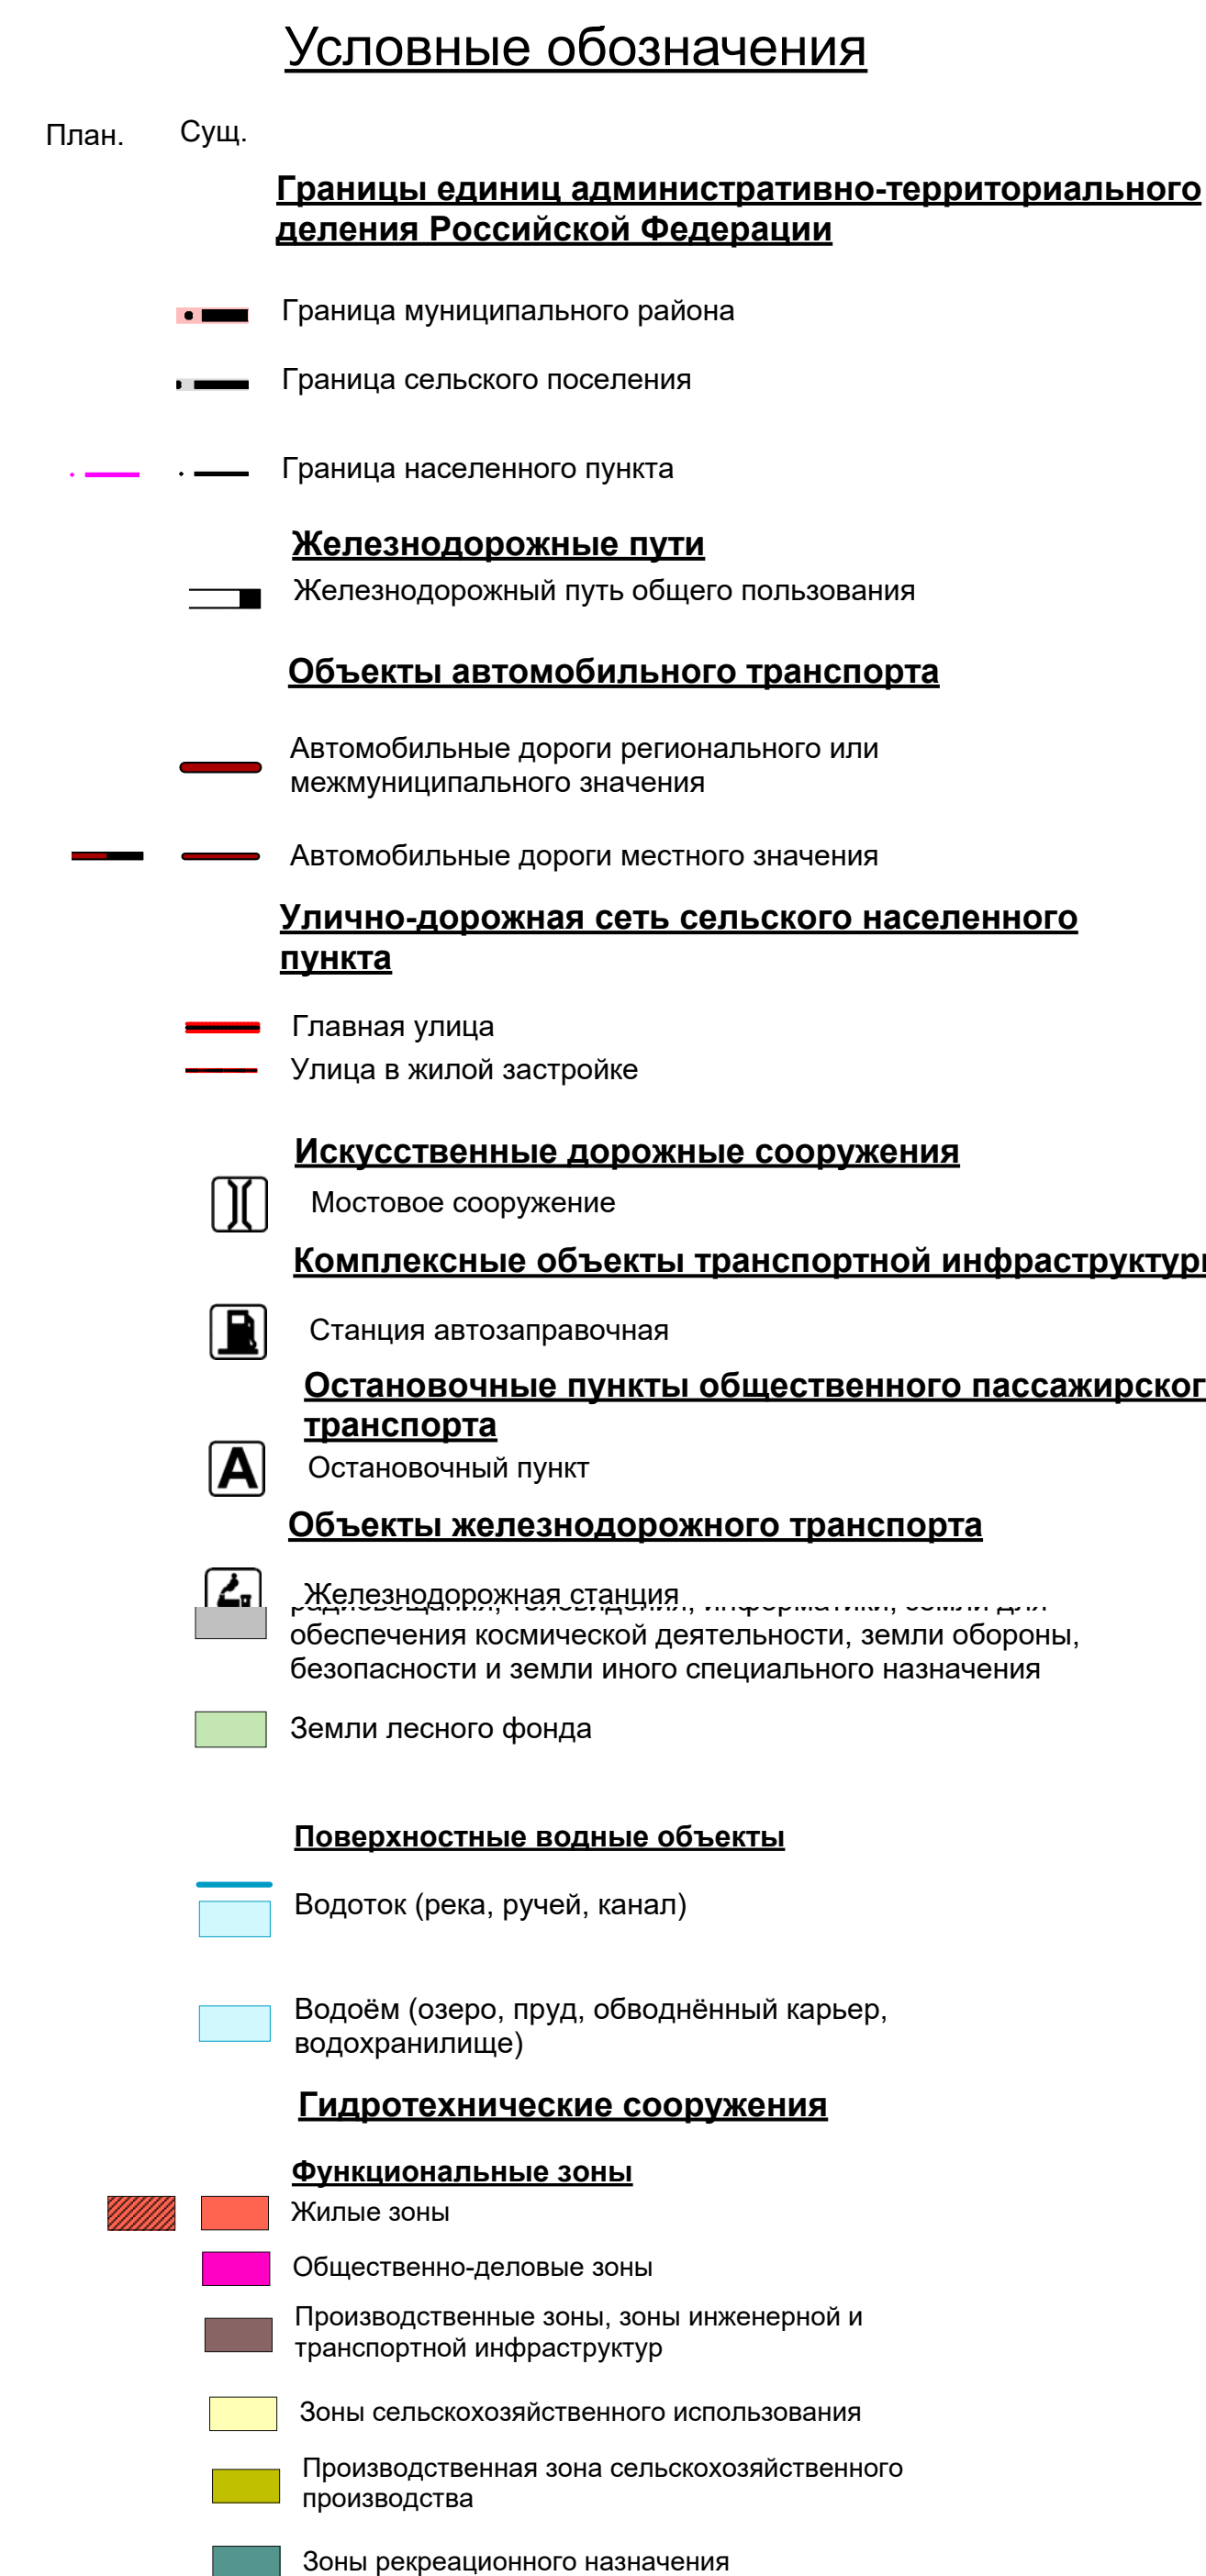 Условные обозначения
План. Сущ.
Границы единиц административно-территориального
деления Российской Федерации
Граница муниципального района
Граница сельского поселения
Граница населенного пункта
Железнодорожные пути
Железнодорожный путь общего пользования
Объекты автомобильного транспорта
Автомобильные дороги регионального или
межмуниципального значения
Автомобильные дороги местного значения
Улично-дорожная сеть сельского населенного
пункта
Главная улица
Улица в жилой застройке
Искусственные дорожные сооружения
Мостовое сооружение
Комплексные объекты транспортной
Станция автозаправочная
Остановочные пункты общественного
транспорта
A
Остановочный пункт
Объекты железнодорожного транспорта
Железнодорожная станция
обеспечения космической деятельности, земли обороны,
безопасности и земли иного специального назначения
Земли лесного фонда
Поверхностные водные объекты
Водоток (река, ручей, канал)
Водоём (озеро, пруд, обводнённый карьер,
водохранилище)
Гидротехнические сооружения
Функциональные зоны
Жилые зоны
Общественно-деловые зоны
Производственные зоны, зоны инженерной и
транспортной инфраструктур
Зоны сельскохозяйственного использования
Производственная зона сельскохозяйственного
производства
Зоны рекреационного назначения